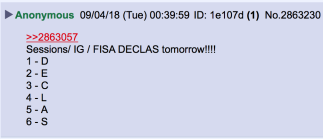 Anonymous 09/04/18 (Tue) 00:39:59 ID: 1e107d (1) No.2863230
>>2863057
Sessions/ IG / FISA DECLAS tomorrow!!!!
1 - D
2 - E
3 - C
4 - L
5 - A
6 - S